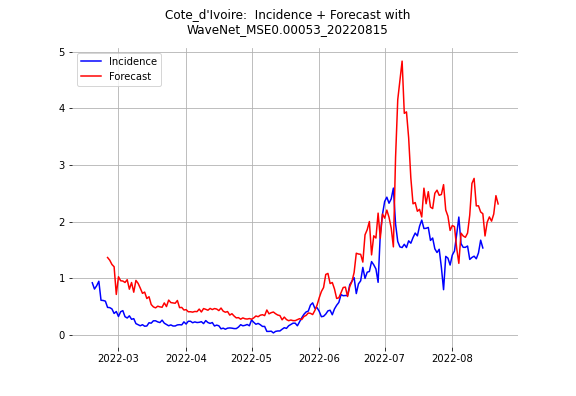 Cote_d'Ivoire:  Incidence + Forecast with
WaveNet_MSE0.00053_20220815
Incidence
Forecast
5
4
3
2
1
0
2022-03 2022-04 2022-05 2022-06 2022-07 2022-08